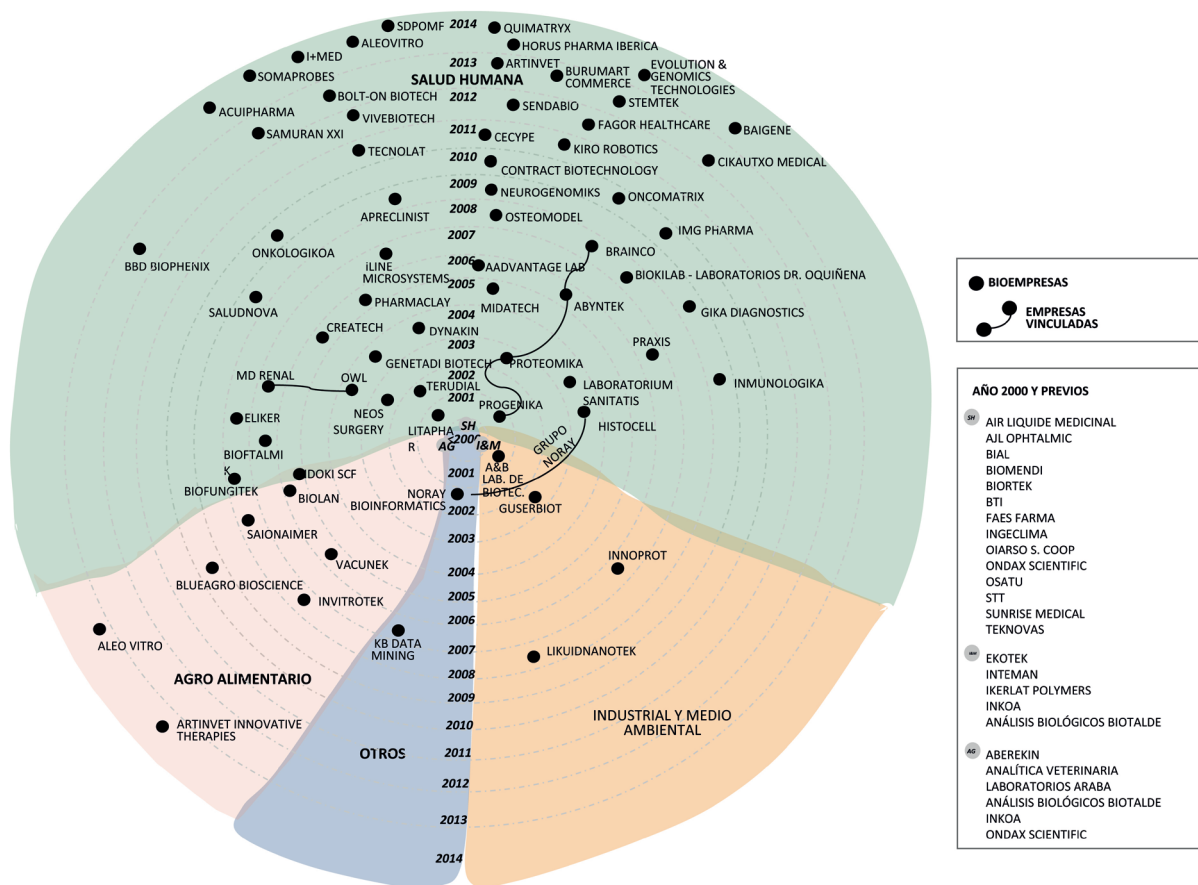 SDPOMF
2014
QUIMATRYX
ALEOVITRO
HORUS PHARMA IBERICA
I+MED
2013
ARTINVET
SOMAPROBES
SALUD HUMANA
BURUMART
COMMERCE
EVOLUTION &
GENOMICS
TECHNOLOGIES
BOLT-ON BIOTECH
2012
SENDABIO
STEMTEK
ACUIPHARMA
VIVEBIOTECH
FAGOR HEALTHCARE
BAIGENE
SAMURAN XXI
2011
CECYPE
KIRO ROBOTICS
TECNOLAT
2010
CONTRACT BIOTECHNOLOGY
CIKAUTXO MEDICAL
2009
NEUROGENOMIKS
ONCOMATRIX
APRECLINIST
2008
OSTEOMODEL
ONKOLOGIKOA
2007
IMG PHARMA
BBD BIOPHENIX
iLINE
MICROSYSTEMS
2006
AADVANTAGE LAB
BRAINCO
BIOKILAB - LABORATORIOS DR. OQUIÑENA
SALUDNOVA
PHARMACLAY
2005
MIDATECH
ABYNTEK
GIKA DIAGNOSTICS
CREATECH
DYNAKIN
2004
PRAXIS
GENETADI BIOTECH
2003
PROTEOMIKA
MD RENAL
OWL
TERUDIAL
2002
LABORATORIUM
SANITATIS
INMUNOLOGIKA
ELIKER
NEOS
SURGERY
LITAPHA
R
2001
PROGENIKA
HISTOCELL
BIOFTALMI
K
SH
2000
AG
I&M
GRUPO
NORAY
BIOFUNGITEK
IDOKI SCF
2001
A&B
LAB. DE
BIOTEC.
BIOLAN
NORAY
BIOINFORMATICS
GUSERBIOT
SAIONAIMER
2002
VACUNEK
2003
INNOPROT
BLUEAGRO BIOSCIENCE
2004
INVITROTEK
2005
2006
ALEO VITRO
KB DATA
MINING
2007
LIKUIDNANOTEK
AGRO ALIMENTARIO
2008
2009
ARTINVET INNOVATIVE
THERAPIES
2010
INDUSTRIAL Y MEDIO
AMBIENTAL
OTROS
2011
2012
2013
2014
BIOEMPRESAS
EMPRESAS
VINCULADAS
AÑO 2000 Y PREVIOS
SH
AIR LIQUIDE MEDICINAL
AJL OPHTALMIC
BIAL
BIOMENDI
BIORTEK
BTI
FAES FARMA
INGECLIMA
OIARSO S. COOP
ONDAX SCIENTIFIC
OSATU
STT
SUNRISE MEDICAL
TEKNOVAS
EKOTEK
INTEMAN
IKERLAT POLYMERS
INKOA
ANÁLISIS BIOLÓGICOS BIOTALDE
AG
ABEREKIN
ANALÍTICA VETERINARIA
LABORATORIOS ARABA
ANÁLISIS BIOLÓGICOS BIOTALDE
INKOA
ONDAX SCIENTIFIC